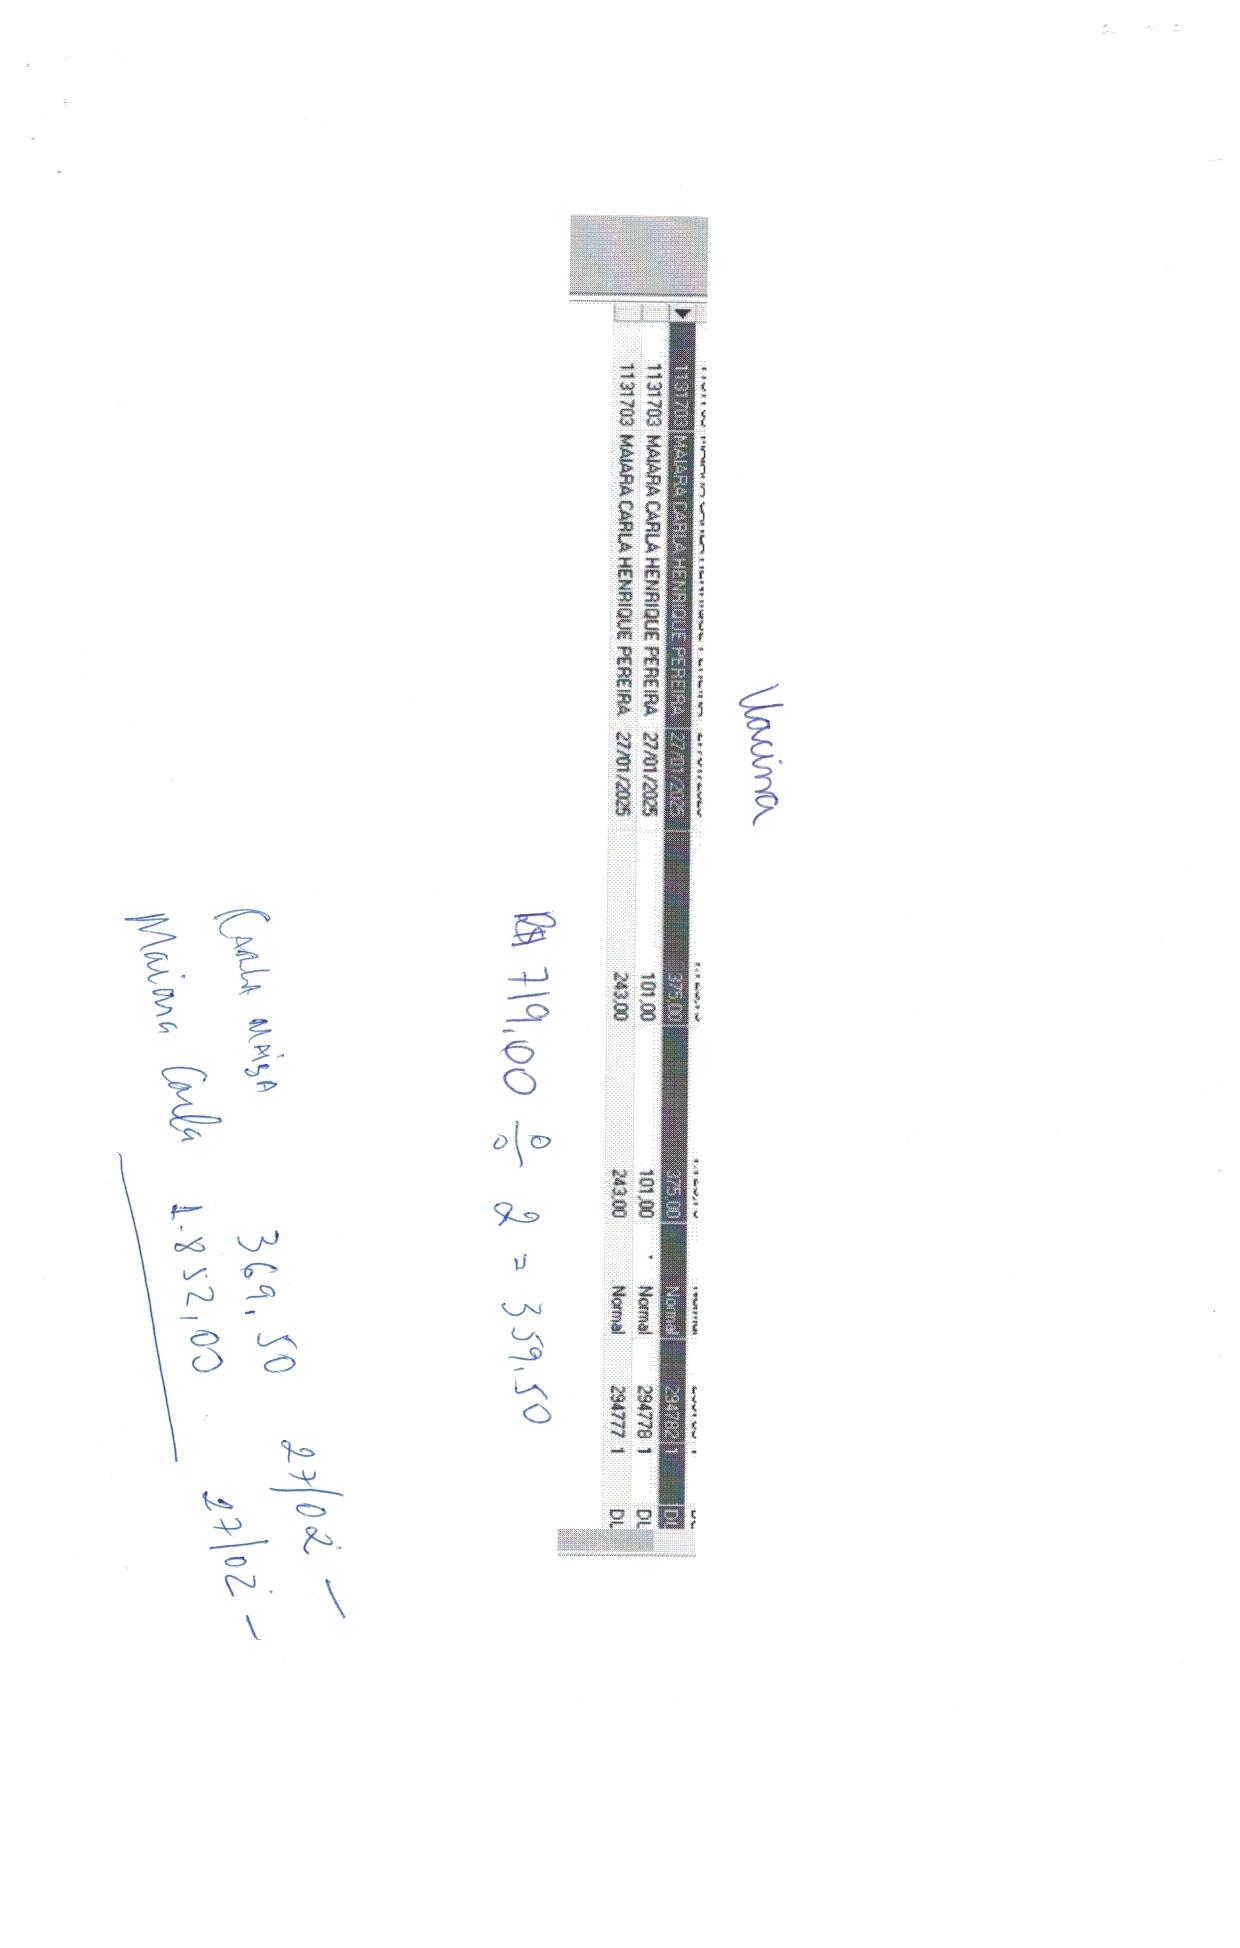 Vacina
1131703 MAIARA CARLA HENRIQUE PEREIRA 27/01/2025 375,00 375,00 Normal 294782 1 DL
1131703 MAIARA CARLA HENRIQUE PEREIRA 27/01/2025 101,00 101,00 Normal 294778 1 DL
1131703 MAIARA CARLA HENRIQUE PEREIRA 27/01/2025 243,00 243,00 Normal 294777 1 DL
R$ 719,00 ÷ 2 = 359,50
CARLA MAISA 369,50 27/02 -
Maiara Carla 1.852,00 27/02 -